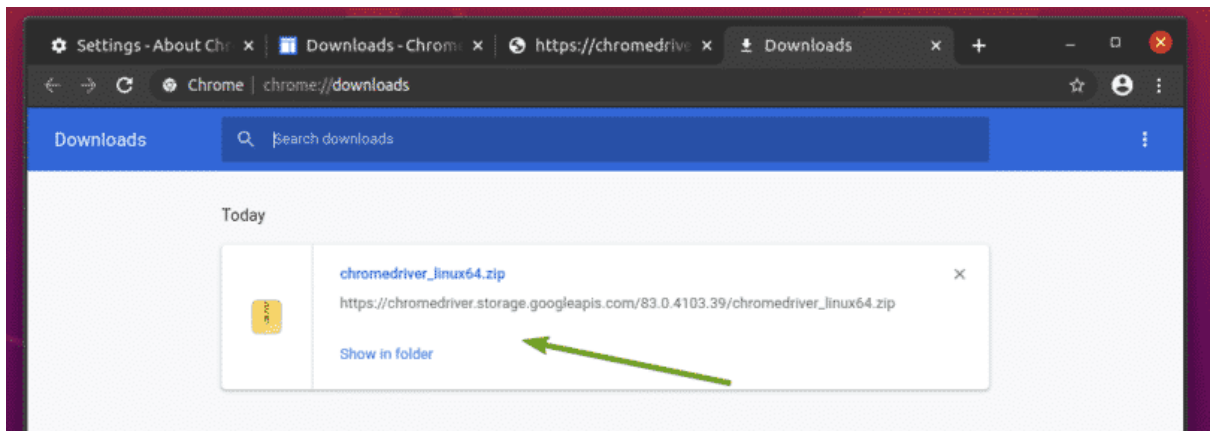 Settings - About Chr
Downloads - Chrom
https://chromedrive
Downloads
Chrome | chrome://downloads
Downloads
Search downloads
Today
chromedriver_linux64.zip
https://chromedriver.storage.googleapis.com/83.0.4103.39/chromedriver_linux64.zip
Show in folder